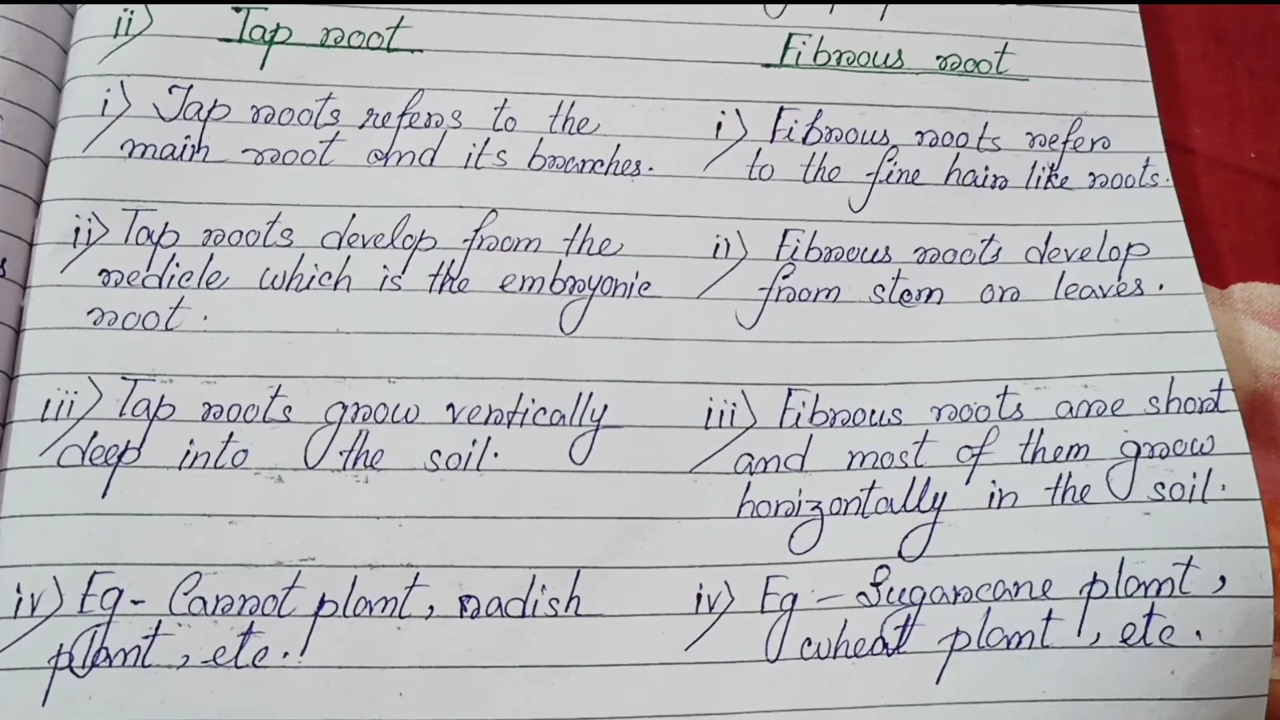 ii) Tap root
i) Tap roots refers to the
main root and its branches.
ii) Tap roots develop from the
redicle which is the embryonic
root.
iii) Tap roots grow vertically
deep into the soil.
iv) Eg- Carrot plant, radish
plant, etc.
Fibrous root
i) Fibrous roots refer
to the fine hair like roots.
ii) Fibrous roots develop
from stem or leaves.
iii) Fibrous roots are short
and most of them grow
horizontally in the soil.
iv) Eg - Sugarcane plant,
wheat plant, etc.